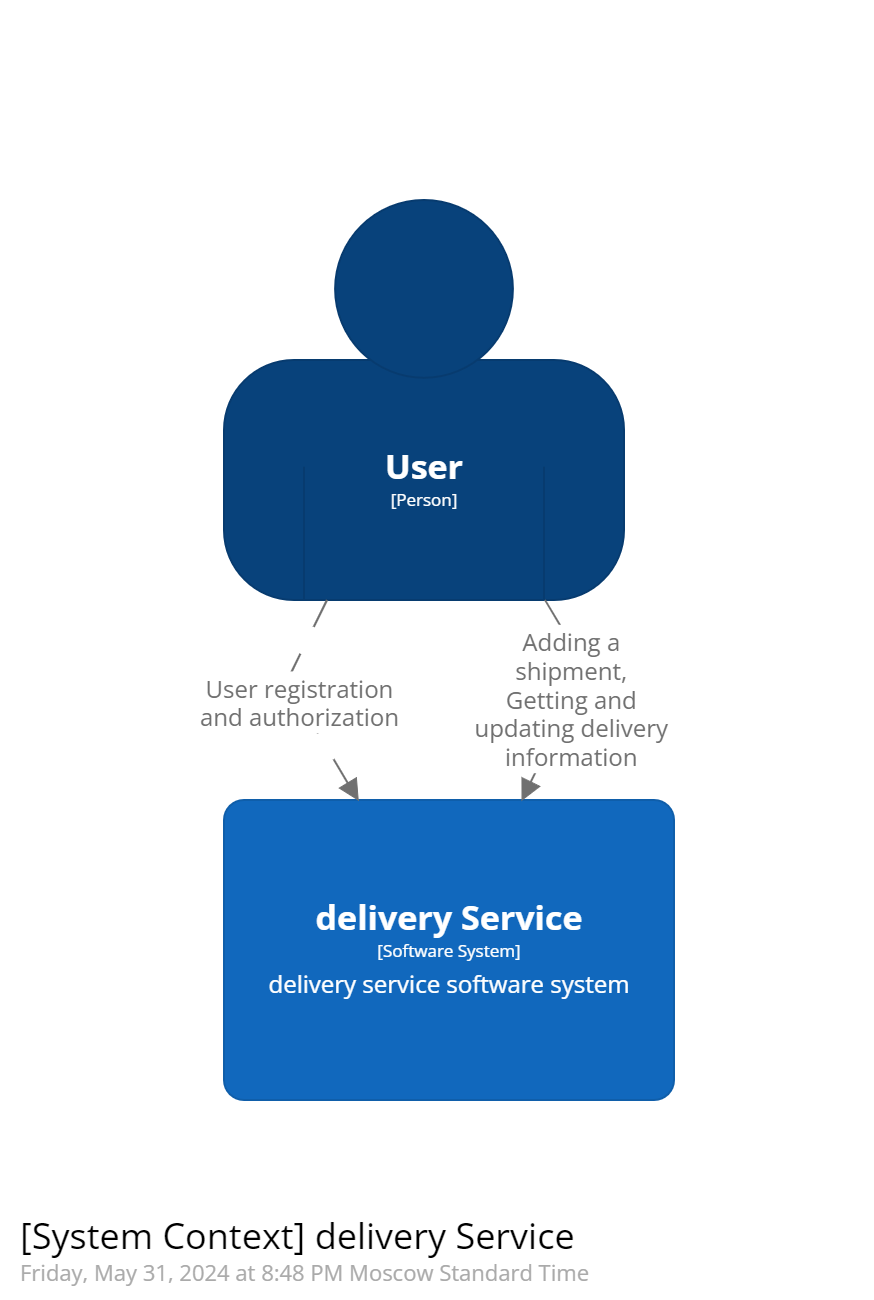 User
[Person]
User registration
and authorization
Adding a
shipment,
Getting and
updating delivery
information
delivery Service
[Software System]
delivery service software system
[System Context] delivery Service
Friday, May 31, 2024 at 8:48 PM Moscow Standard Time